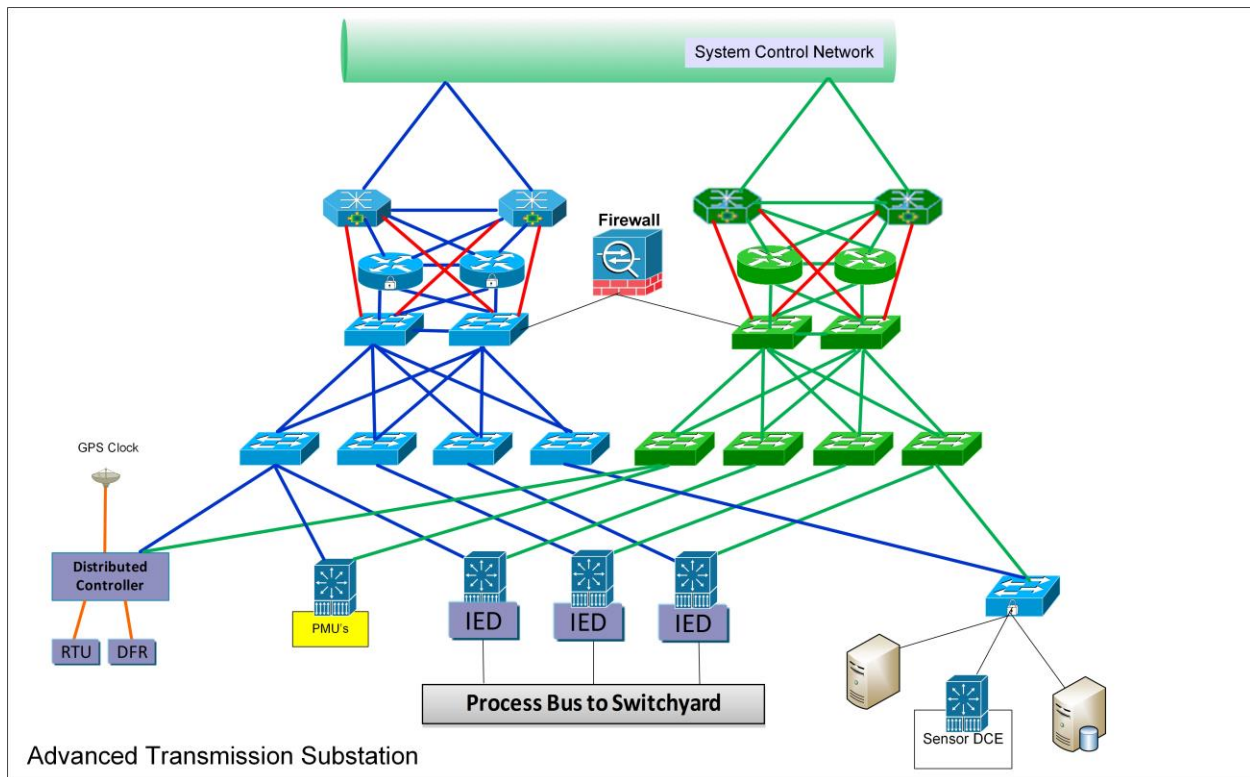 System Control Network
Firewall
GPS Clock
Distributed
Controller
RTU
DFR
PMU's
IED
IED
IED
Process Bus to Switchyard
Sensor DCE
Advanced Transmission Substation